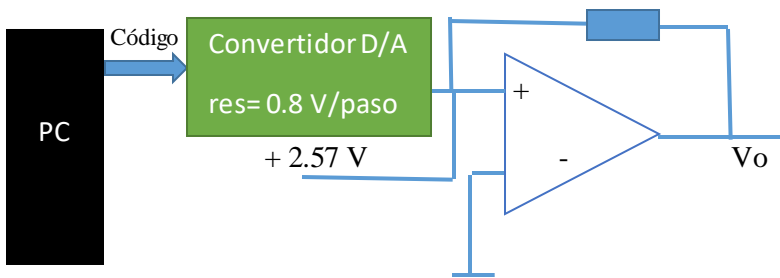 Código
Convertidor D/A
res= 0.8 V/paso
PC
+ 2.57 V
+
-
Vo